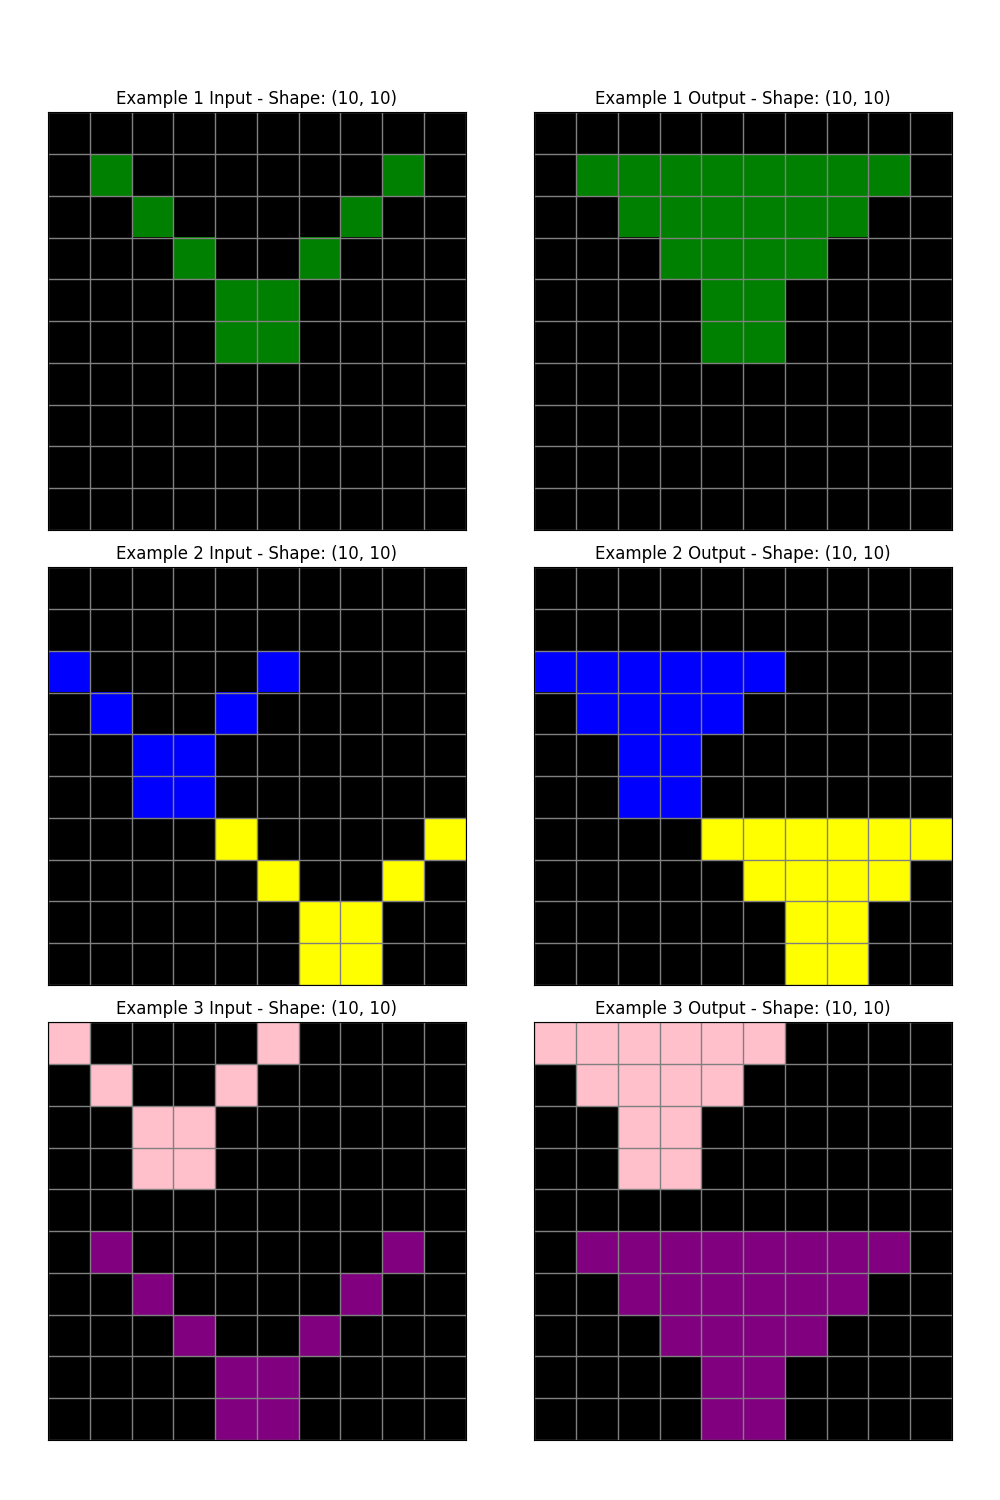 Example 1 Input - Shape: (10, 10)
Example 1 Output - Shape: (10, 10)
Example 2 Input - Shape: (10, 10)
Example 2 Output - Shape: (10, 10)
Example 3 Input - Shape: (10, 10)
Example 3 Output - Shape: (10, 10)